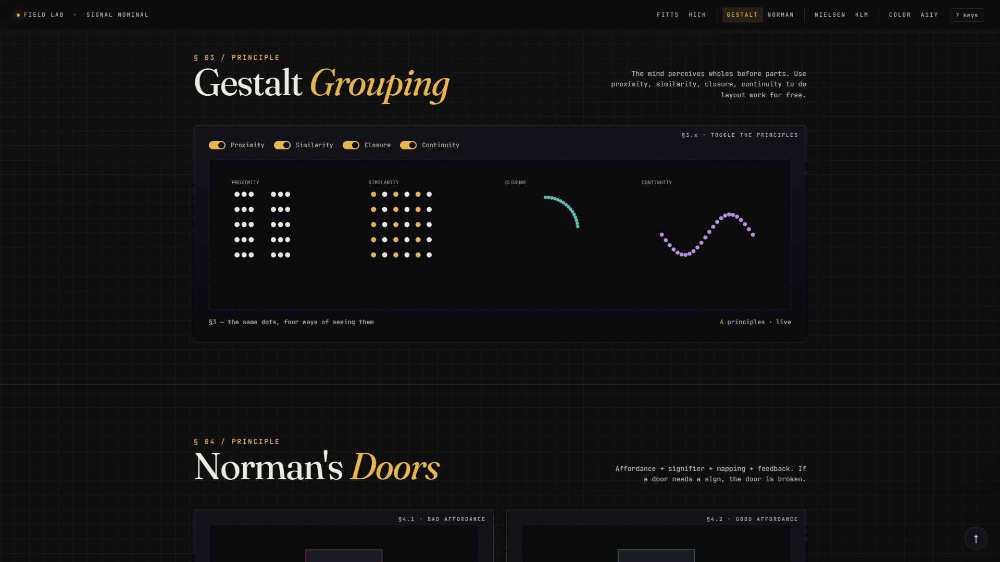 FIELD LAB · SIGNAL NOMINAL
FITTS HICK GESTALT NORMAN NIELSEN KLM COLOR A11Y ? keys
§ 03 / PRINCIPLE
Gestalt Grouping
The mind perceives wholes before parts. Use
proximity, similarity, closure, continuity to do
layout work for free.
§3.x · TOGGLE THE PRINCIPLES
Proximity Similarity Closure Continuity
PROXIMITY SIMILARITY CLOSURE CONTINUITY
§3 — the same dots, four ways of seeing them
4 principles · live
§ 04 / PRINCIPLE
Norman's Doors
Affordance + signifier + mapping + feedback. If
a door needs a sign, the door is broken.
§4.1 · BAD AFFORDANCE
§4.2 · GOOD AFFORDANCE
↑